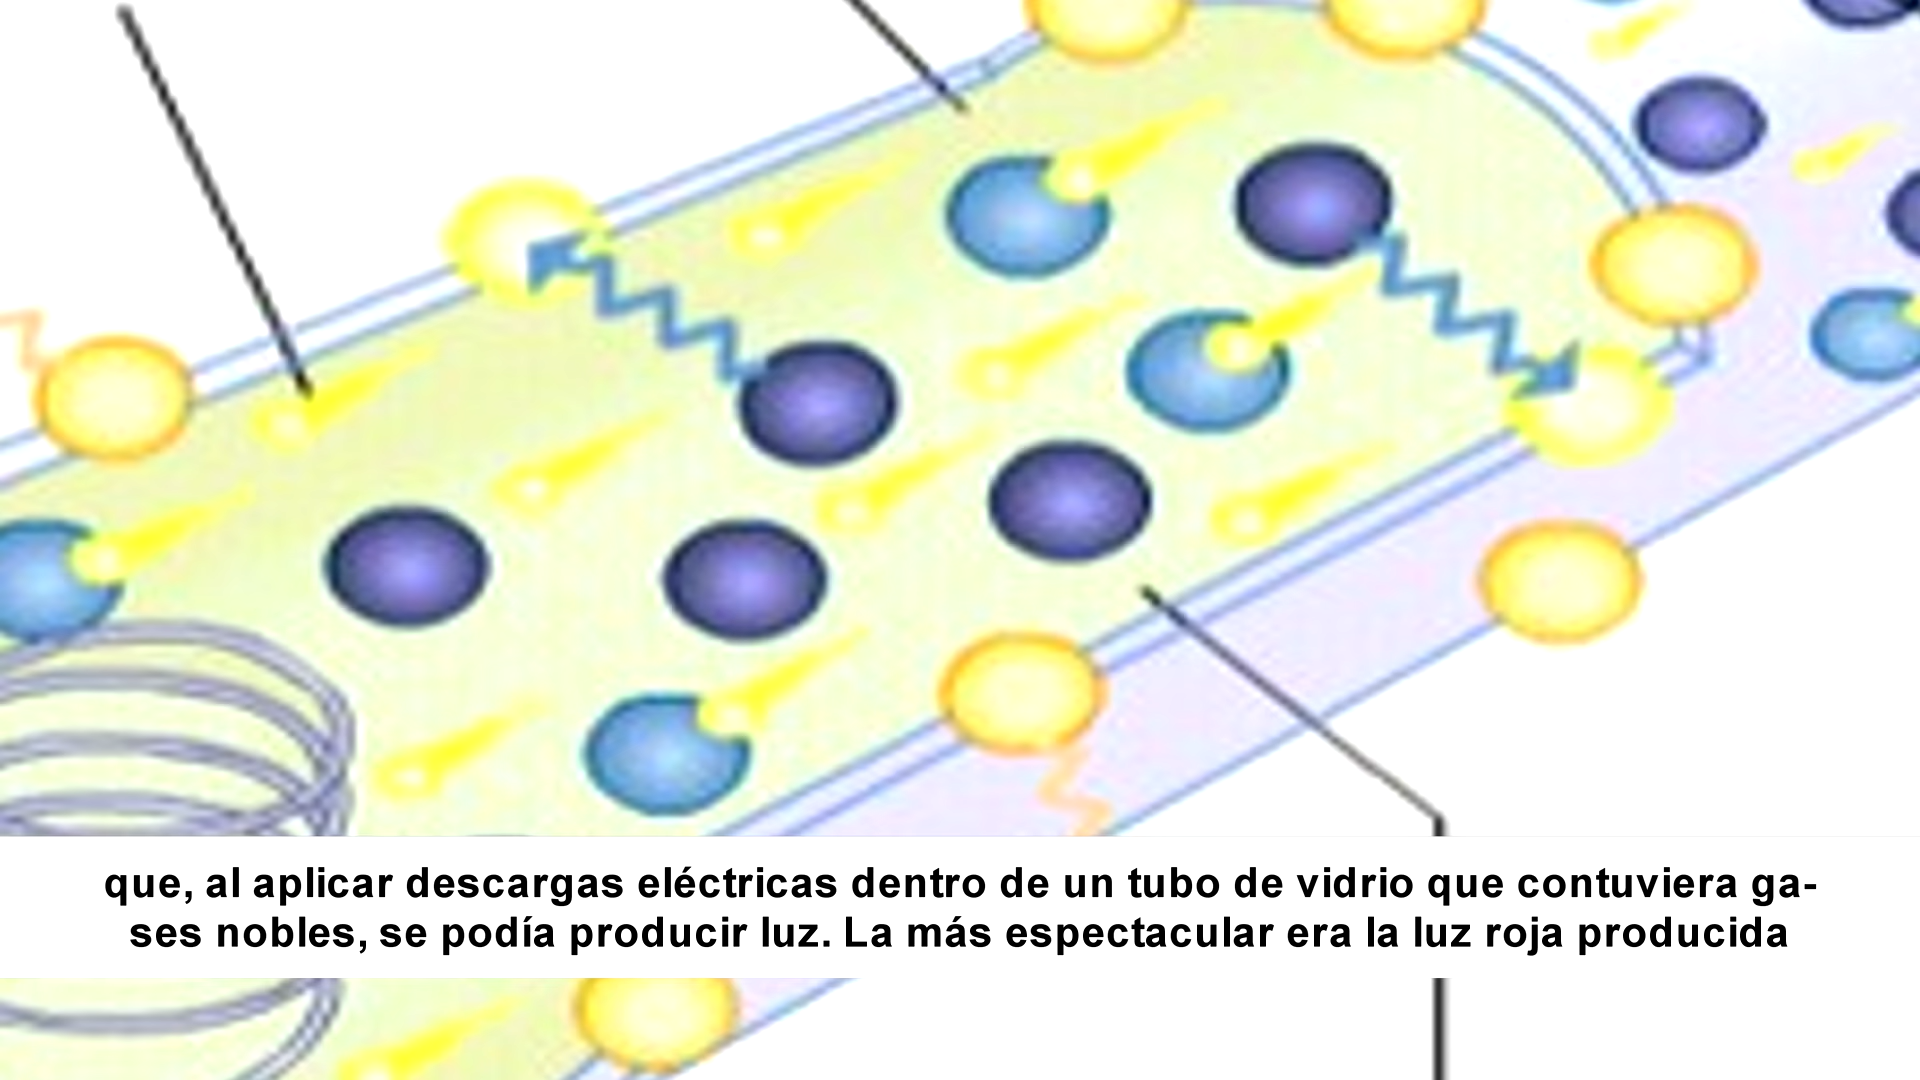 que, al aplicar descargas eléctricas dentro de un tubo de vidrio que contuviera ga-
ses nobles, se podía producir luz. La más espectacular era la luz roja producida